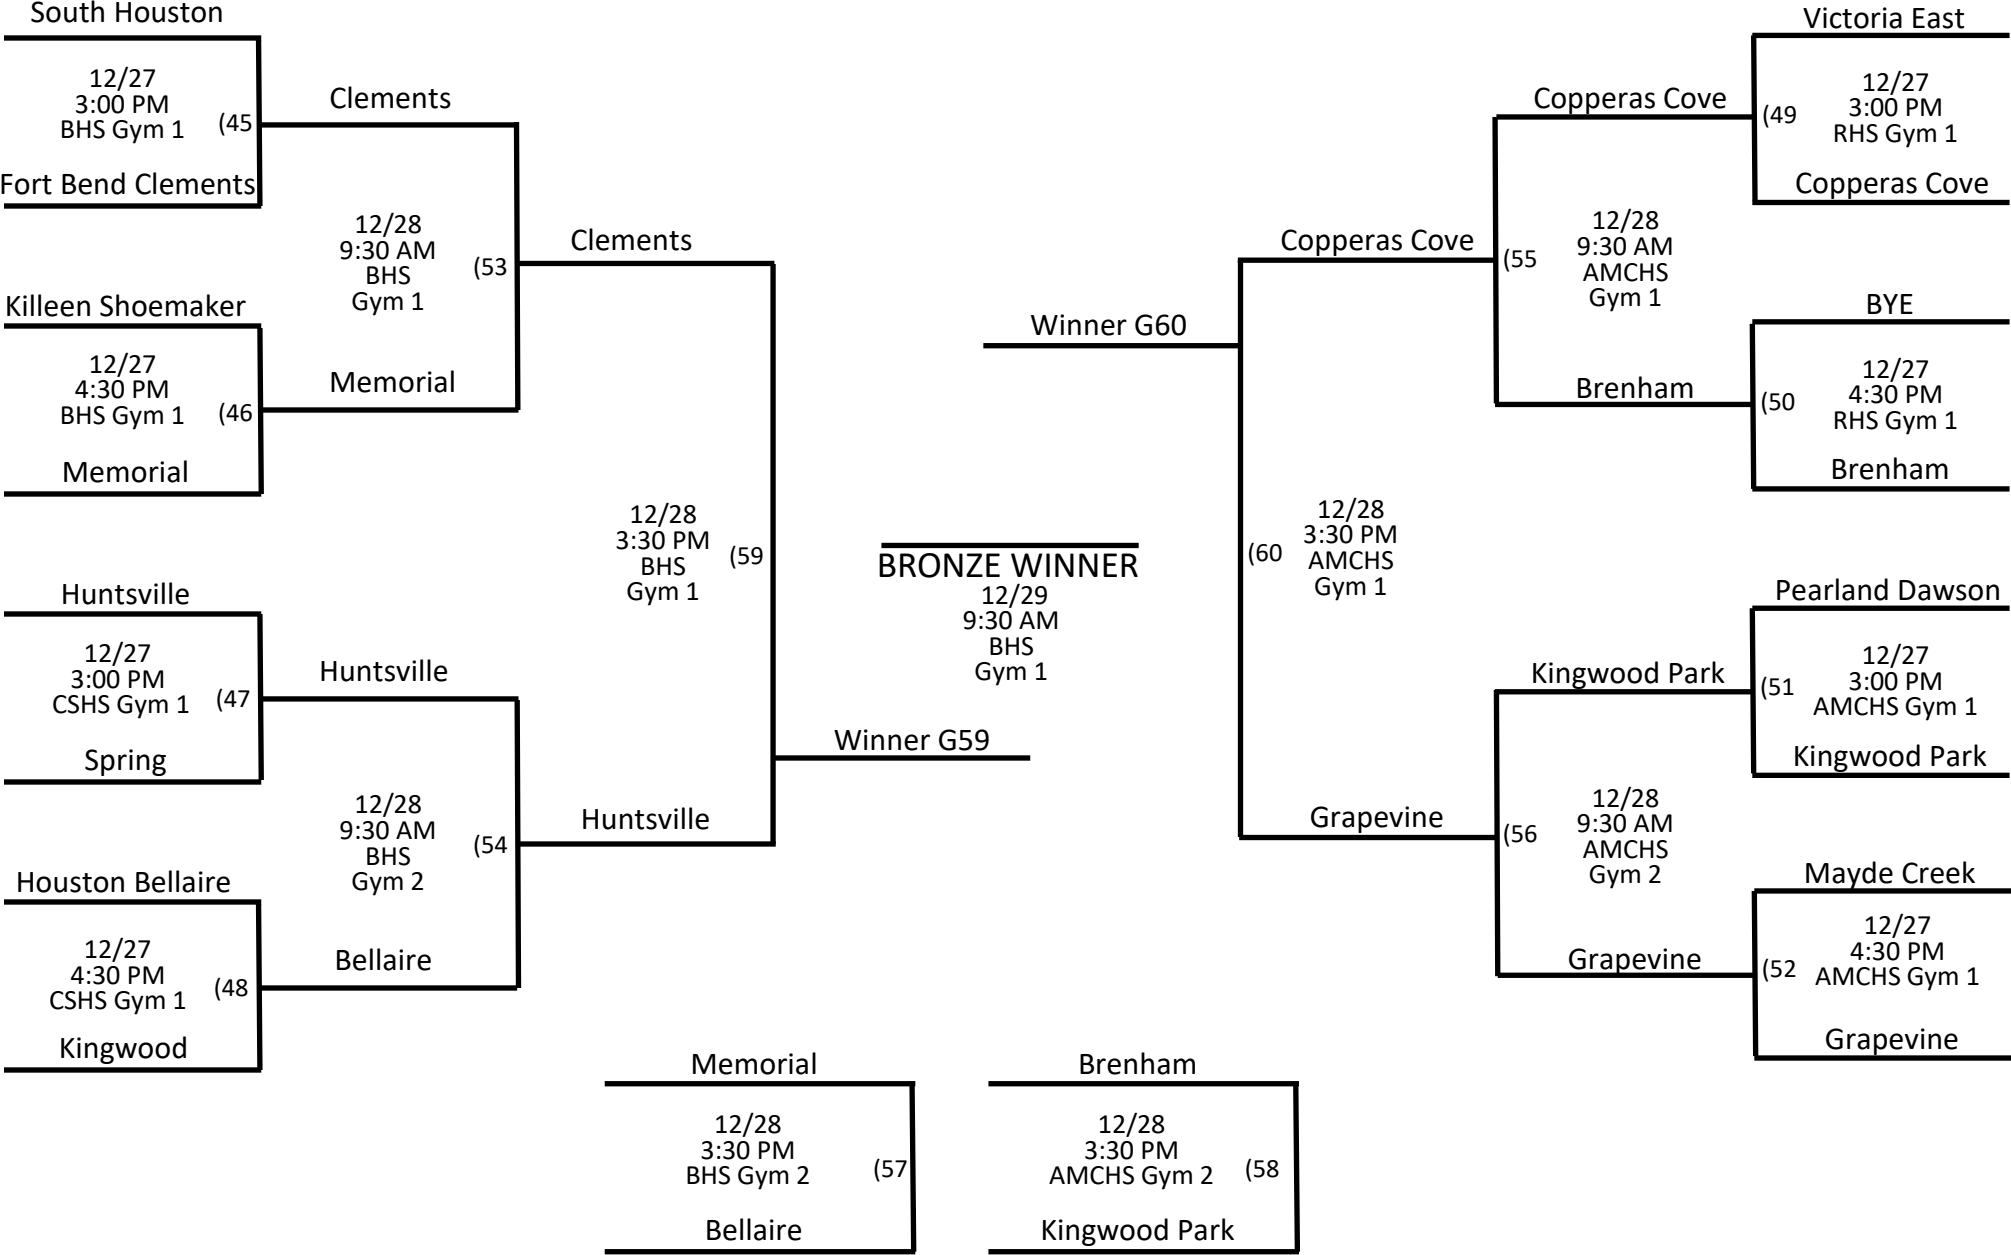 South Houston
12/27
3:00 PM
BHS Gym 1
(45
Fort Bend Clements
Clements
12/28
9:30 AM
BHS
Gym 1
(53
Killeen Shoemaker
12/27
4:30 PM
BHS Gym 1
(46
Memorial
Memorial
Clements
12/28
3:30 PM
BHS
Gym 1
(59
Huntsville
12/27
3:00 PM
CSHS Gym 1
(47
Spring
Huntsville
12/28
9:30 AM
BHS
Gym 2
(54
Houston Bellaire
12/27
4:30 PM
CSHS Gym 1
(48
Kingwood
Bellaire
Huntsville
Winner G59
Winner G60
BRONZE WINNER
12/29
9:30 AM
BHS
Gym 1
Copperas Cove
(60
12/28
3:30 PM
AMCHS
Gym 1
Grapevine
Copperas Cove
(55
12/28
9:30 AM
AMCHS
Gym 1
Brenham
Victoria East
(49
12/27
3:00 PM
RHS Gym 1
Copperas Cove
BYE
(50
12/27
4:30 PM
RHS Gym 1
Brenham
Kingwood Park
(56
12/28
9:30 AM
AMCHS
Gym 2
Grapevine
Pearland Dawson
(51
12/27
3:00 PM
AMCHS Gym 1
Kingwood Park
Mayde Creek
(52
12/27
4:30 PM
AMCHS Gym 1
Grapevine
Memorial
12/28
3:30 PM
BHS Gym 2
(57
Bellaire
Brenham
12/28
3:30 PM
AMCHS Gym 2
(58
Kingwood Park